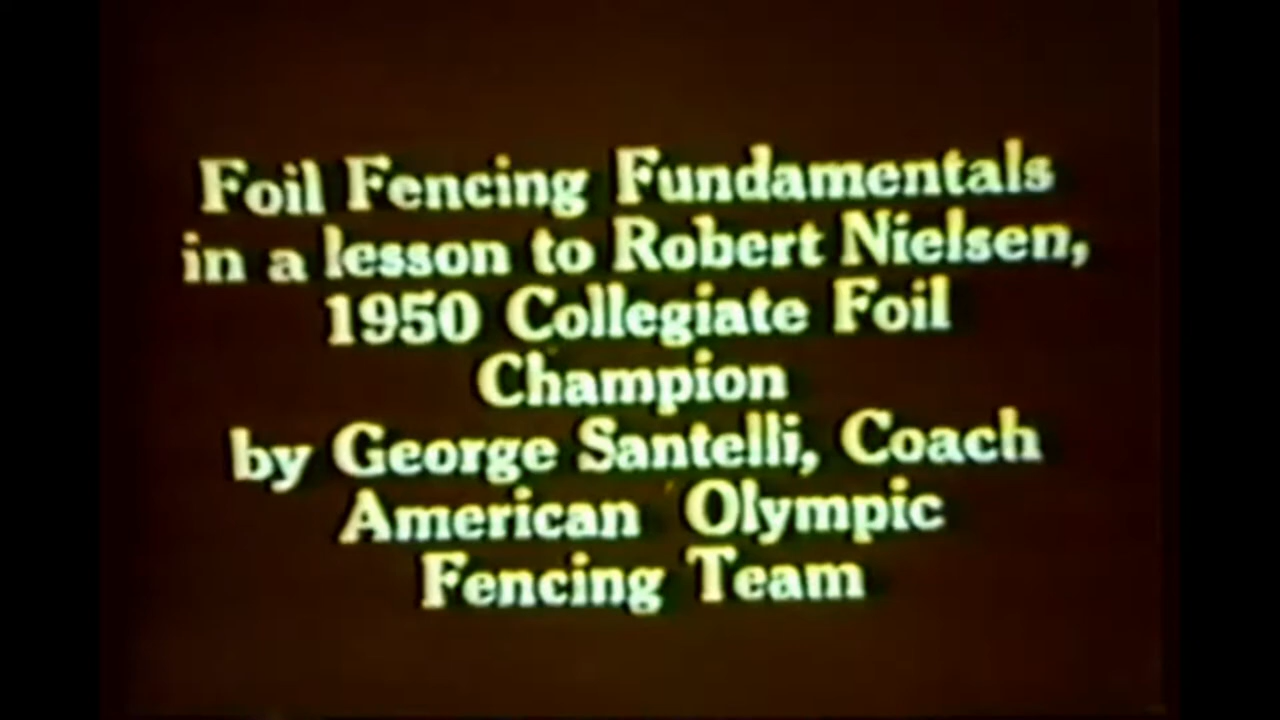 Foil Fencing Fundamentals
in a lesson to Robert Nielsen,
1950 Collegiate Foil
Champion
by George Santelli, Coach
American Olympic
Fencing Team